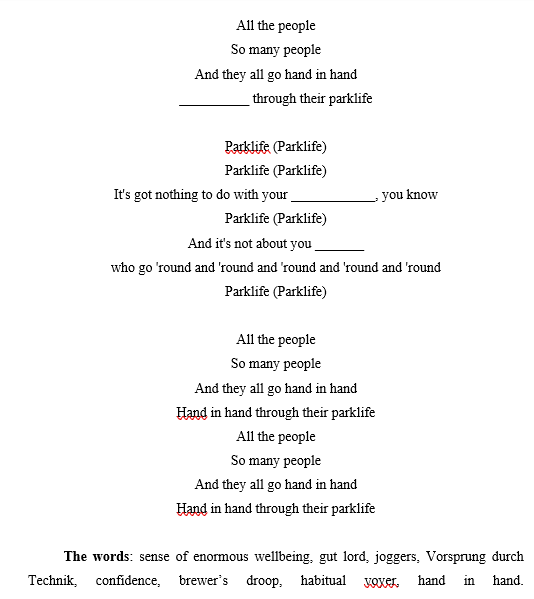 All the people
So many people
And they all go hand in hand
__________ through their parklife
Parklife (Parklife)
Parklife (Parklife)
It's got nothing to do with your ____________, you know
Parklife (Parklife)
And it's not about you _______
who go 'round and 'round and 'round and 'round and 'round
Parklife (Parklife)
All the people
So many people
And they all go hand in hand
Hand in hand through their parklife
All the people
So many people
And they all go hand in hand
Hand in hand through their parklife
The words: sense of enormous wellbeing, gut lord, joggers, Vorsprung durch
Technik, confidence, brewer’s droop, habitual voyer, hand in hand.